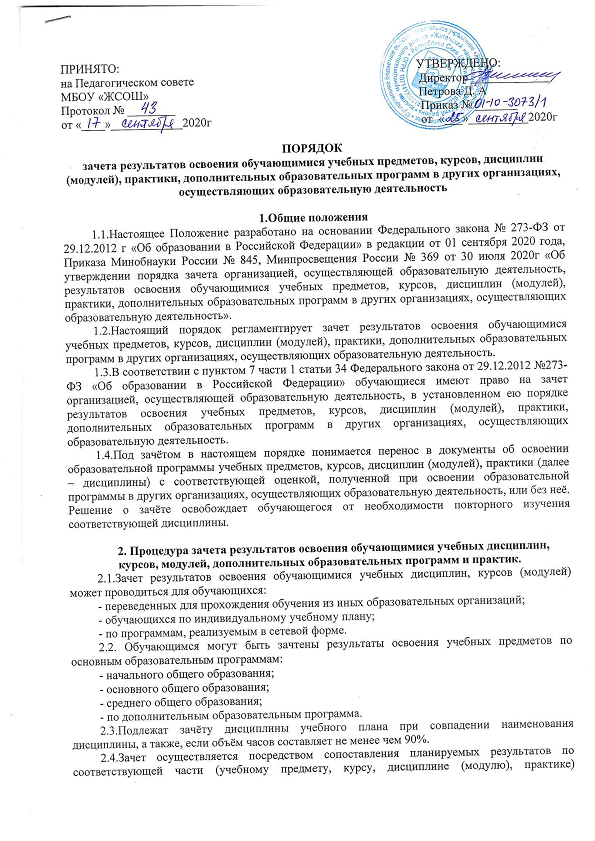 ПРИНЯТО:
на Педагогическом совете
МБОУ «ЖСОШ»
Протокол № 43
от « 17 » сентября 2020г
УТВЕРЖДЕНО:
Директор
Петрова Д. А
Приказ № 01-10-3073/1
от « 25 » сентября 2020г
ПОРЯДОК
зачета результатов освоения обучающимися учебных предметов, курсов, дисциплин
(модулей), практики, дополнительных образовательных программ в других организациях,
осуществляющих образовательную деятельность
1.Общие положения
1.1.Настоящее Положение разработано на основании Федерального закона № 273-ФЗ от
29.12.2012 г «Об образовании в Российской Федерации» в редакции от 01 сентября 2020 года,
Приказа Минобнауки России № 845, Минпросвещения России № 369 от 30 июля 2020г «Об
утверждении порядка зачета организацией, осуществляющей образовательную деятельность,
результатов освоения обучающимися учебных предметов, курсов, дисциплин (модулей),
практики, дополнительных образовательных программ в других организациях, осуществляющих
образовательную деятельность».
1.2.Настоящий порядок регламентирует зачет результатов освоения обучающимися
учебных предметов, курсов, дисциплин (модулей), практики, дополнительных образовательных
программ в других организациях, осуществляющих образовательную деятельность.
1.3.В соответствии с пунктом 7 части 1 статьи 34 Федерального закона от 29.12.2012 №273-
ФЗ «Об образовании в Российской Федерации» обучающиеся имеют право на зачет
организацией, осуществляющей образовательную деятельность, в установленном ею порядке
результатов освоения учебных предметов, курсов, дисциплин (модулей), практики,
дополнительных образовательных программ в других организациях, осуществляющих
образовательную деятельность.
1.4.Под зачётом в настоящем порядке понимается перенос в документы об освоении
образовательной программы учебных предметов, курсов, дисциплин (модулей), практики (далее
– дисциплины) с соответствующей оценкой, полученной при освоении образовательной
программы в других организациях, осуществляющих образовательную деятельность, или без неё.
Решение о зачёте освобождает обучающегося от необходимости повторного изучения
соответствующей дисциплины.
2. Процедура зачета результатов освоения обучающимися учебных дисциплин,
курсов, модулей, дополнительных образовательных программ и практик.
2.1.Зачет результатов освоения обучающимися учебных дисциплин, курсов (модулей)
может проводиться для обучающихся:
- переведенных для прохождения обучения из иных образовательных организаций;
- обучающихся по индивидуальному учебному плану;
- по программам, реализуемым в сетевой форме.
2.2. Обучающимся могут быть зачтены результаты освоения учебных предметов по
основным образовательным программам:
- начального общего образования;
- основного общего образования;
- среднего общего образования;
- по дополнительным образовательным программа.
2.3.Подлежат зачёту дисциплины учебного плана при совпадении наименования
дисциплины, а также, если объём часов составляет не менее чем 90%.
2.4.Зачет осуществляется посредством сопоставления планируемых результатов по
соответствующей части (учебному предмету, курсу, дисциплине (модулю), практике)